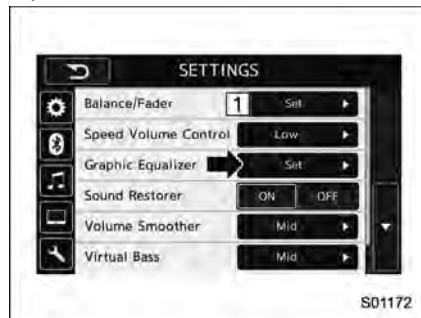 SETTINGS
Balance/Fader 1 Set
Speed Volume Control Low
Graphic Equalizer Set
Sound Restorer ON OFF
Volume Smoother Mid
Virtual Bass Mid
S01172